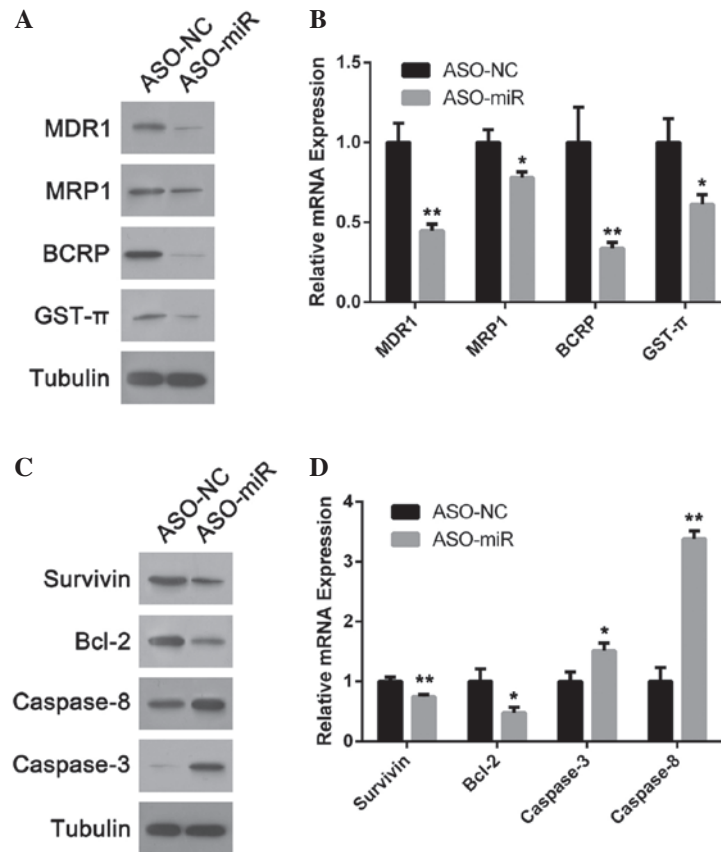 A
ASO-NC
ASO-miR
MDR1
MRP1
BCRP
GST-π
Tubulin
B
ASO-NC
ASO-miR
Relative mRNA Expression
1.5
1.0
0.5
0.0
**
*
**
*
MDR1
MRP1
BCRP
GST-π
C
ASO-NC
ASO-miR
Survivin
Bcl-2
Caspase-8
Caspase-3
Tubulin
D
ASO-NC
ASO-miR
Relative mRNA Expression
4
3
2
1
0
**
*
*
**
Survivin
Bcl-2
Caspase-3
Caspase-8